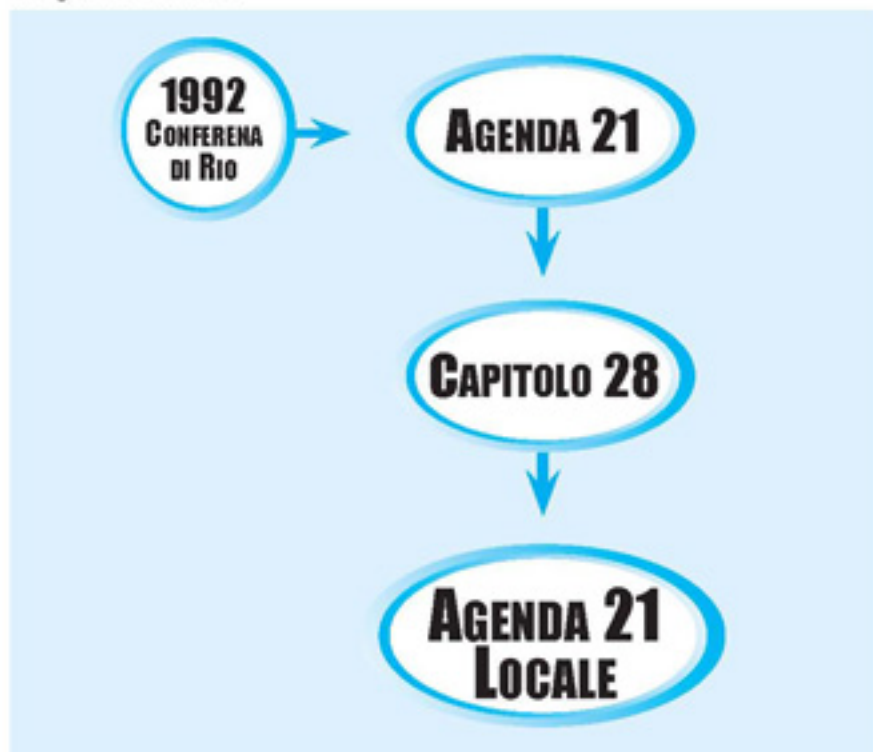 1992
CONFERENA
DI RIO
AGENDA 21
CAPITOLO 28
AGENDA 21
LOCALE